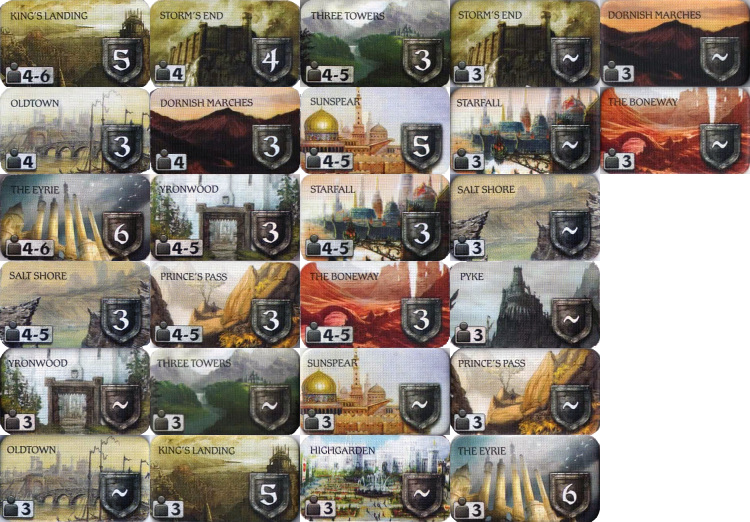 KING'S LANDING
4-6
5
STORM'S END
4
4
THREE TOWERS
4-5
3
STORM'S END
3
~
DORNISH MARCHES
3
~
OLDTOWN
4
3
DORNISH MARCHES
4
3
SUNSPEAR
4-5
5
STARFALL
3
~
THE BONEWAY
3
~
THE EYRIE
4-6
6
YRONWOOD
4-5
3
STARFALL
4-5
3
SALT SHORE
3
~
SALT SHORE
4-5
3
PRINCE'S PASS
4-5
3
THE BONEWAY
4-5
3
PYKE
3
~
YRONWOOD
3
~
THREE TOWERS
3
~
SUNSPEAR
3
~
PRINCE'S PASS
3
~
OLDTOWN
3
~
KING'S LANDING
3
5
HIGHGARDEN
3
~
THE EYRIE
3
6